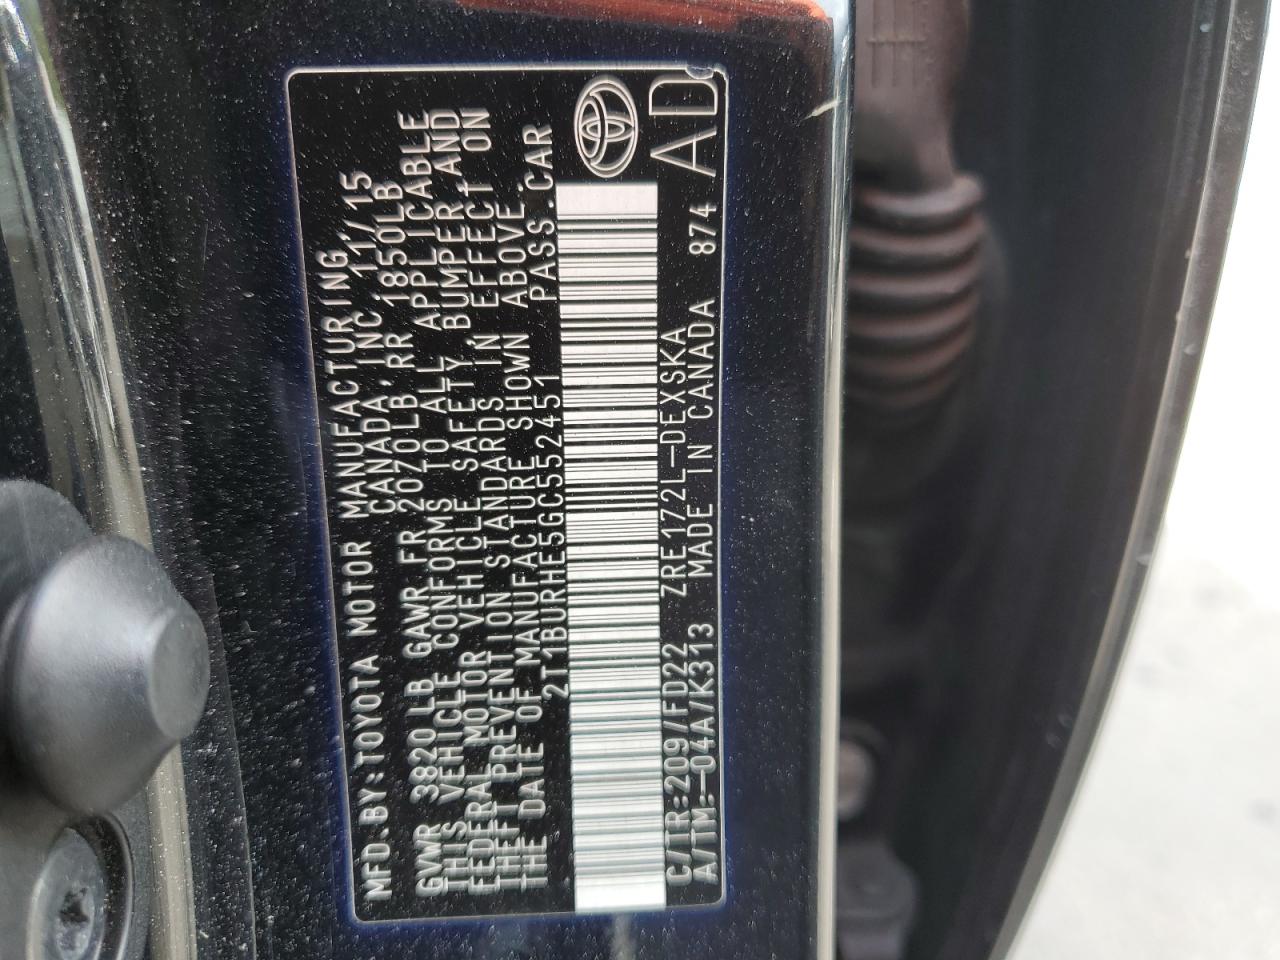 MFD.BY:TOYOTA MOTOR MANUFACTURING
CANADA,INC. 11/15
GVWR 3820LB GAWR FR 2070LB,RR 1850LB
THIS VEHICLE CONFORMS TO ALL APPLICABLE
FEDERAL MOTOR VEHICLE SAFETY,BUMPER,AND
THEFT PREVENTION STANDARDS IN EFFECT ON
THE DATE OF MANUFACTURE SHOWN ABOVE.
2T1BURHE5GC552451 PASS.CAR
C/TR:209/FD22 ZRE172L-DEXSKA
A/TM:-04A/K313 MADE IN CANADA 874 AD